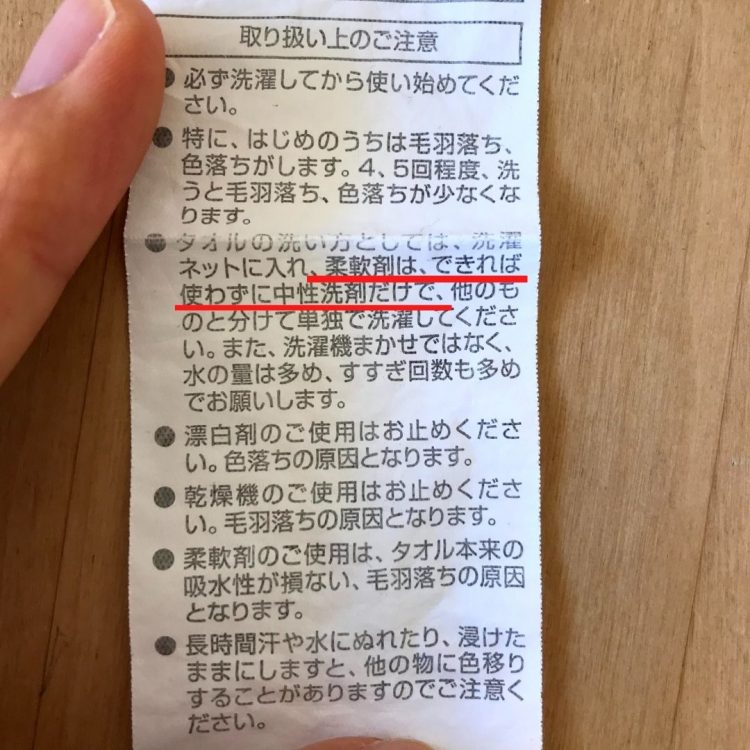 取り扱い上のご注意
●必ず洗濯してから使い始めてくだ
さい。
●特に、はじめのうちは毛羽落ち、
色落ちがします。4、5回程度、洗
うと毛羽落ち、色落ちが少なくな
ります。
●タオルの洗い方としては、洗濯
ネットに入れ、柔軟剤は、できれば
使わずに中性洗剤だけで、他のも
のと分けて単独で洗濯してくださ
い。また、洗濯機まかせではなく、
水の量は多め、すすぎ回数も多め
でお願いします。
●漂白剤のご使用はお止めくださ
い。色落ちの原因となります。
●乾燥機のご使用はお止めくださ
い。毛羽落ちの原因となります。
●柔軟剤のご使用は、タオル本来の
吸水性が損ない、毛羽落ちの原因
となります。
●長時間汗や水にぬれたり、浸けた
ままにしますと、他の物に色移り
することがありますのでご注意く
ださい。